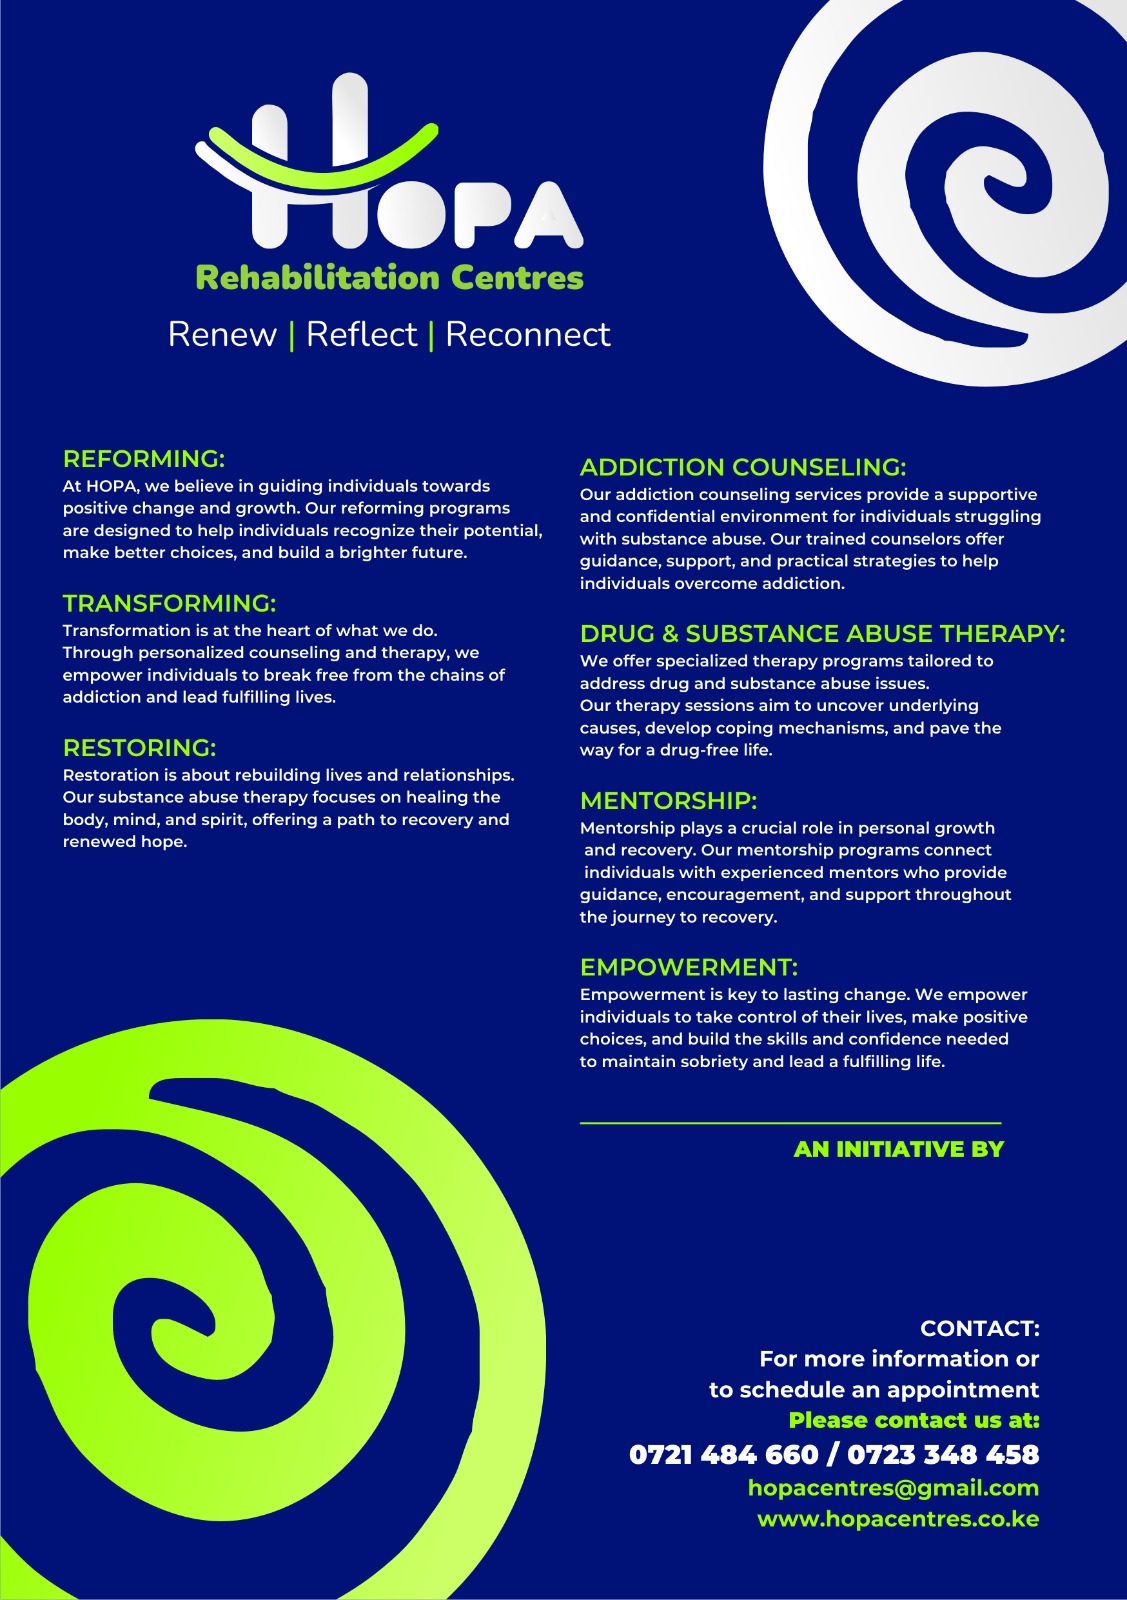 HOPA
Rehabilitation Centres
Renew | Reflect | Reconnect
REFORMING:
At HOPA, we believe in guiding individuals towards
positive change and growth. Our reforming programs
are designed to help individuals recognize their potential,
make better choices, and build a brighter future.
TRANSFORMING:
Transformation is at the heart of what we do.
Through personalized counseling and therapy, we
empower individuals to break free from the chains of
addiction and lead fulfilling lives.
RESTORING:
Restoration is about rebuilding lives and relationships.
Our substance abuse therapy focuses on healing the
body, mind, and spirit, offering a path to recovery and
renewed hope.
ADDICTION COUNSELING:
Our addiction counseling services provide a supportive
and confidential environment for individuals struggling
with substance abuse. Our trained counselors offer
guidance, support, and practical strategies to help
individuals overcome addiction.
DRUG & SUBSTANCE ABUSE THERAPY:
We offer specialized therapy programs tailored to
address drug and substance abuse issues.
Our therapy sessions aim to uncover underlying
causes, develop coping mechanisms, and pave the
way for a drug-free life.
MENTORSHIP:
Mentorship plays a crucial role in personal growth
and recovery. Our mentorship programs connect
individuals with experienced mentors who provide
guidance, encouragement, and support throughout
the journey to recovery.
EMPOWERMENT:
Empowerment is key to lasting change. We empower
individuals to take control of their lives, make positive
choices, and build the skills and confidence needed
to maintain sobriety and lead a fulfilling life.
AN INITIATIVE BY
CONTACT:
For more information or
to schedule an appointment
Please contact us at:
0721 484 660 / 0723 348 458
hopacentres@gmail.com
www.hopacentres.co.ke